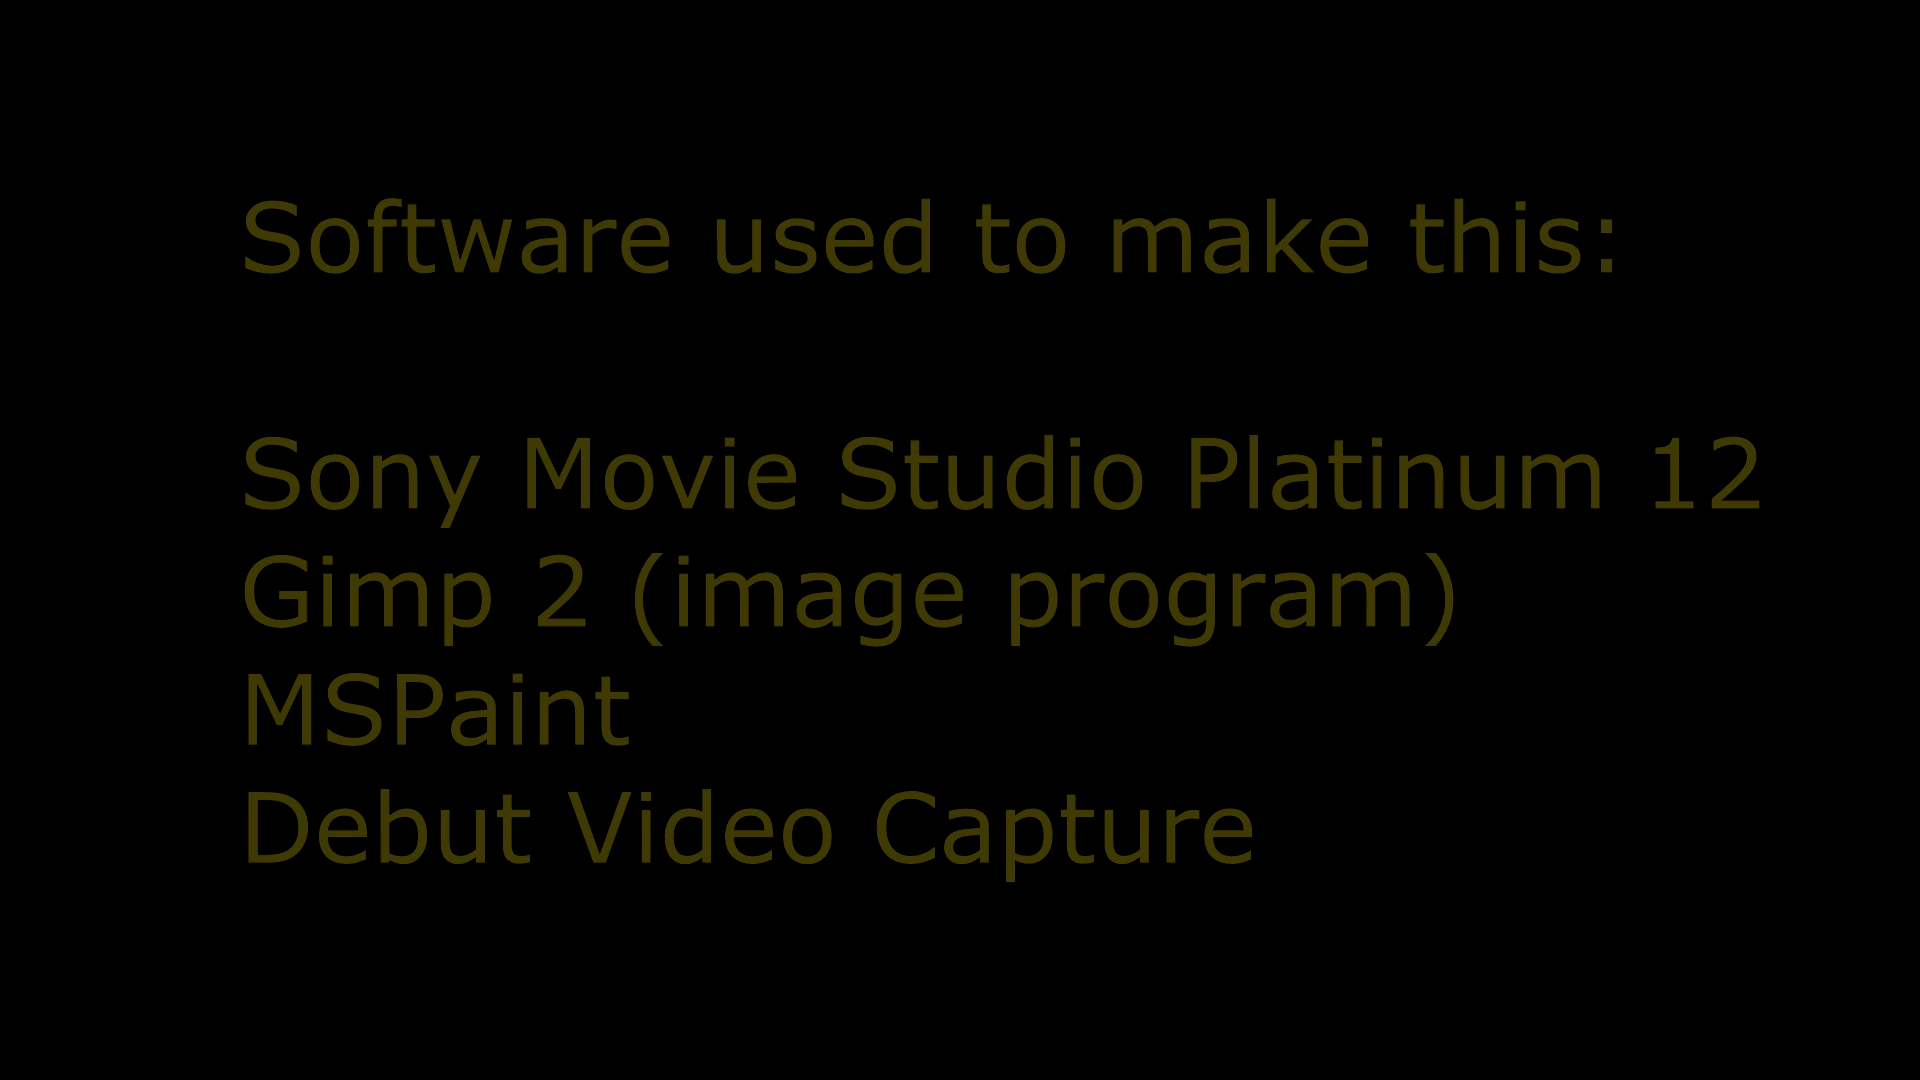 Software used to make this:
Sony Movie Studio Platinum 12
Gimp 2 (image program)
MSPaint
Debut Video Capture